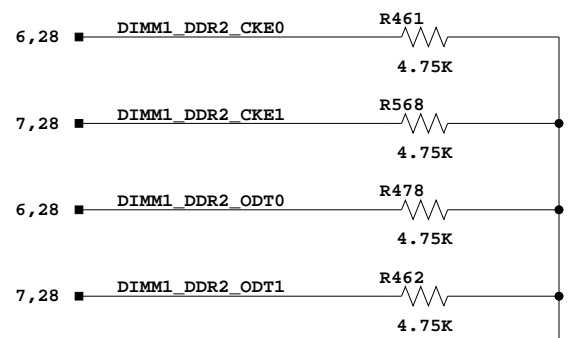 R461
6,28 DIMM1_DDR2_CKE0
4.75K
R568
7,28 DIMM1_DDR2_CKE1
4.75K
R478
6,28 DIMM1_DDR2_ODT0
4.75K
R462
7,28 DIMM1_DDR2_ODT1
4.75K